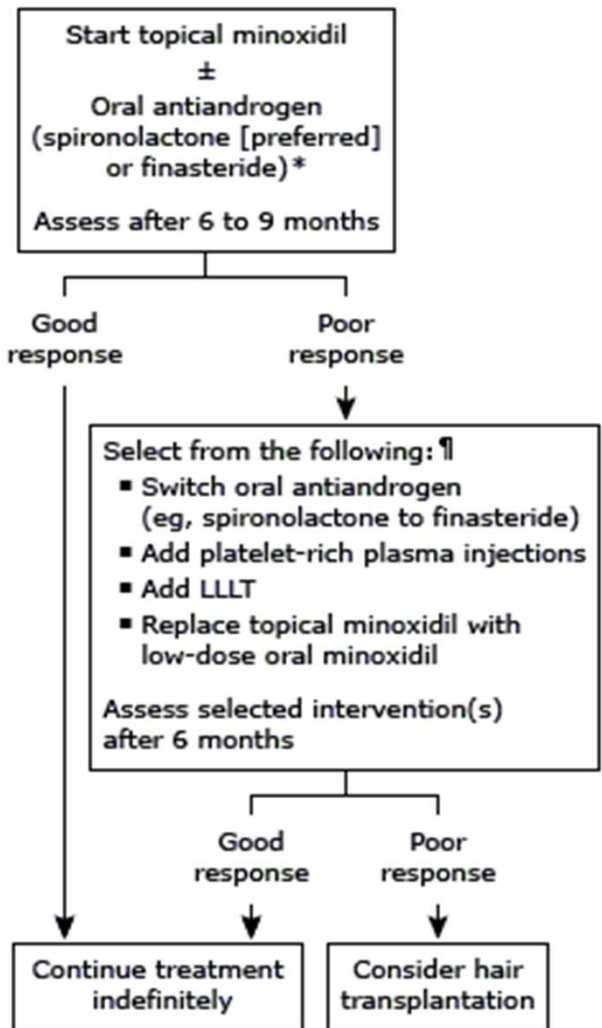 Start topical minoxidil
±
Oral antiandrogen
(spironolactone [preferred]
or finasteride)*
Assess after 6 to 9 months
Good
response
Poor
response
Select from the following:¶
▪ Switch oral antiandrogen
(eg, spironolactone to finasteride)
▪ Add platelet-rich plasma injections
▪ Add LLLT
▪ Replace topical minoxidil with
low-dose oral minoxidil
Assess selected intervention(s)
after 6 months
Good
response
Poor
response
Continue treatment
indefinitely
Consider hair
transplantation